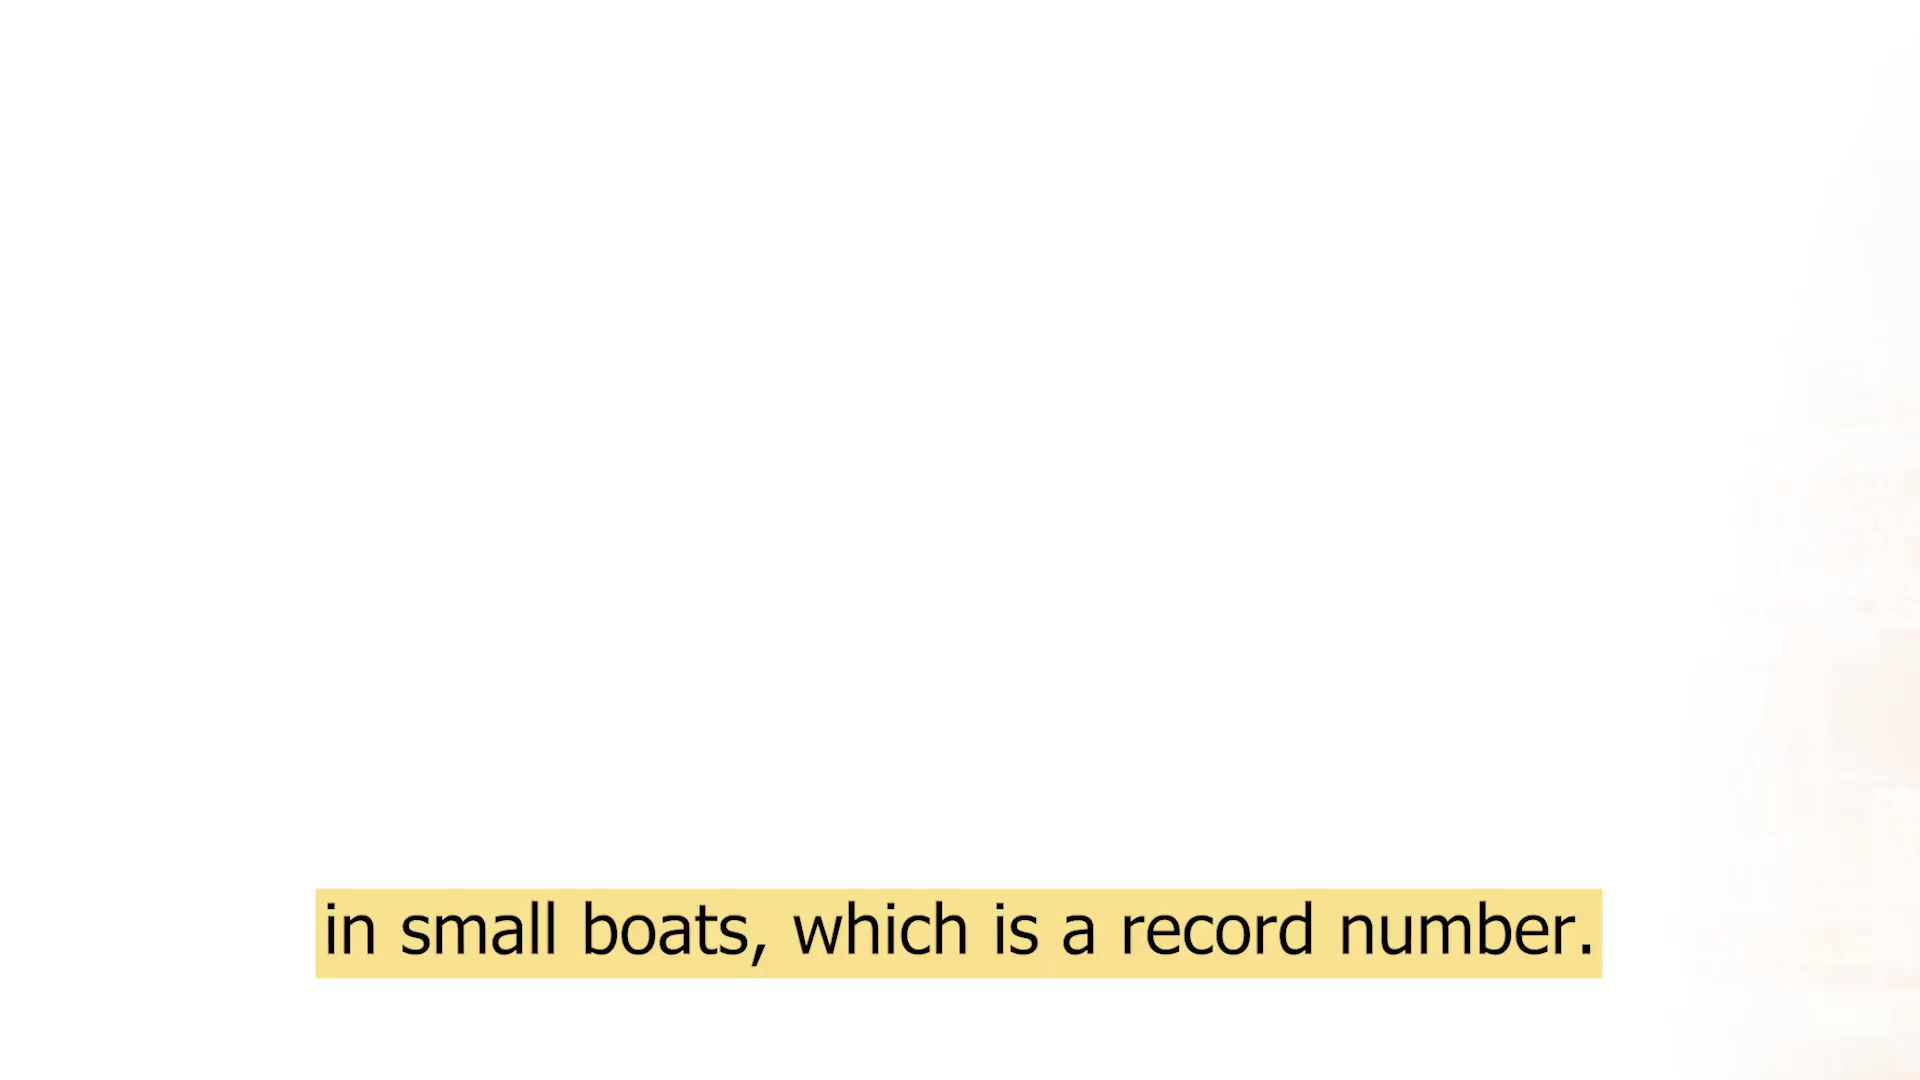 in small boats, which is a record number.